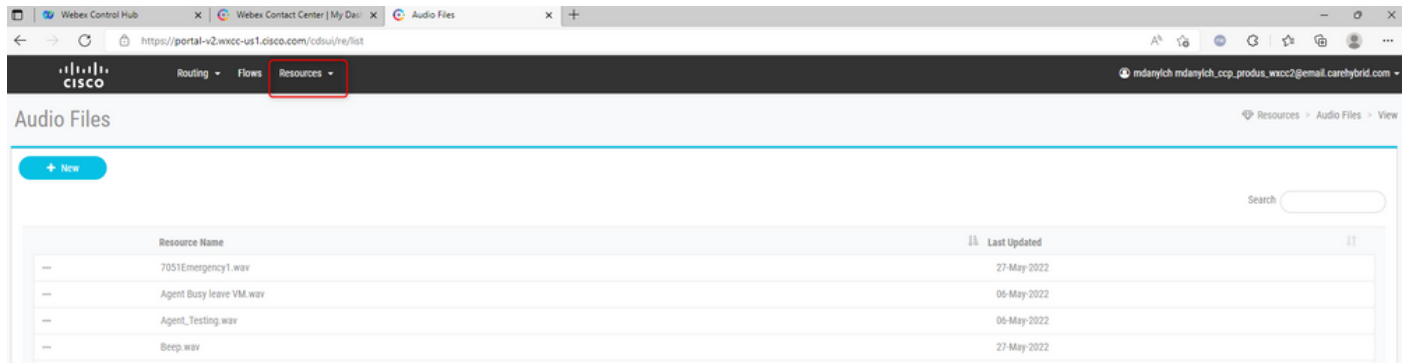 Webex Control Hub
Webex Contact Center | My Das
Audio Files
https://portal-v2.wxcc-us1.cisco.com/cdsui/re/list
CISCO Routing Flows Resources mdanylch mdanylch_ccp_produs_wxcc2@email.carehybrid.com
Audio Files Resources > Audio Files > View
+ New
Search
Resource Name Last Updated
7051Emergency1.wav 27-May-2022
Agent Busy leave VM.wav 06-May-2022
Agent_Testing.wav 06-May-2022
Beep.wav 27-May-2022